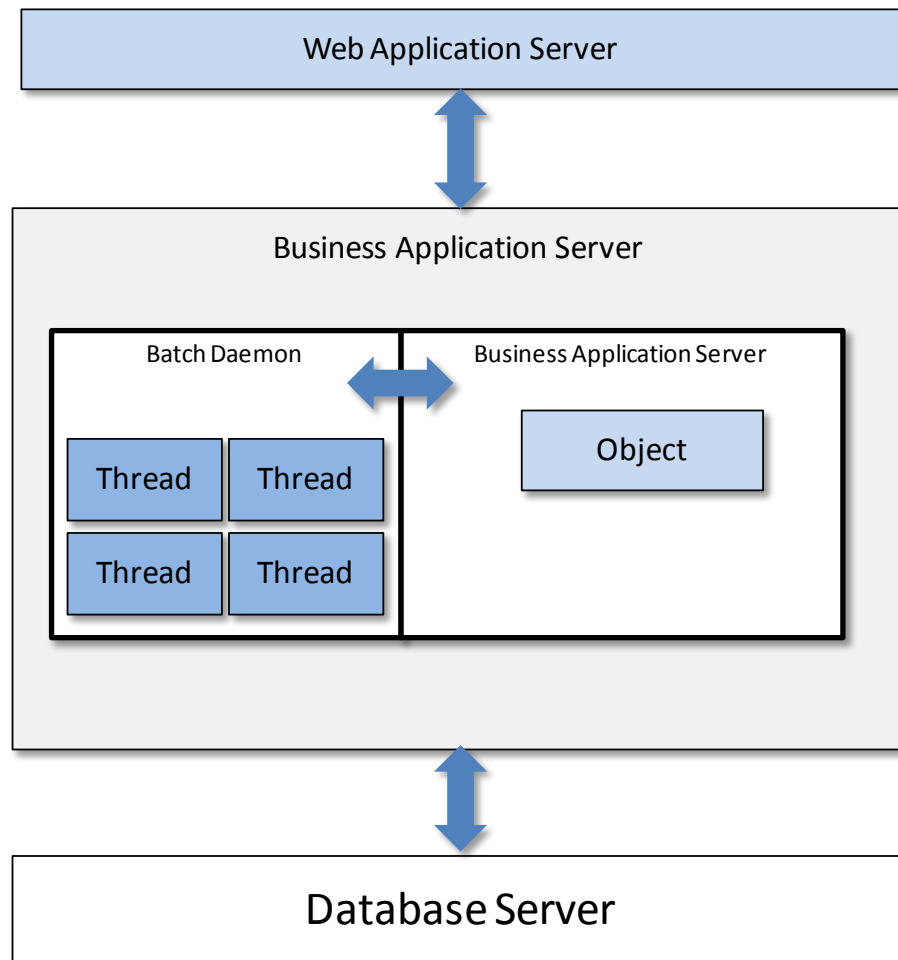 Web Application Server
Business Application Server
Batch Daemon
Business Application Server
Object
Thread
Thread
Thread
Thread
Database Server